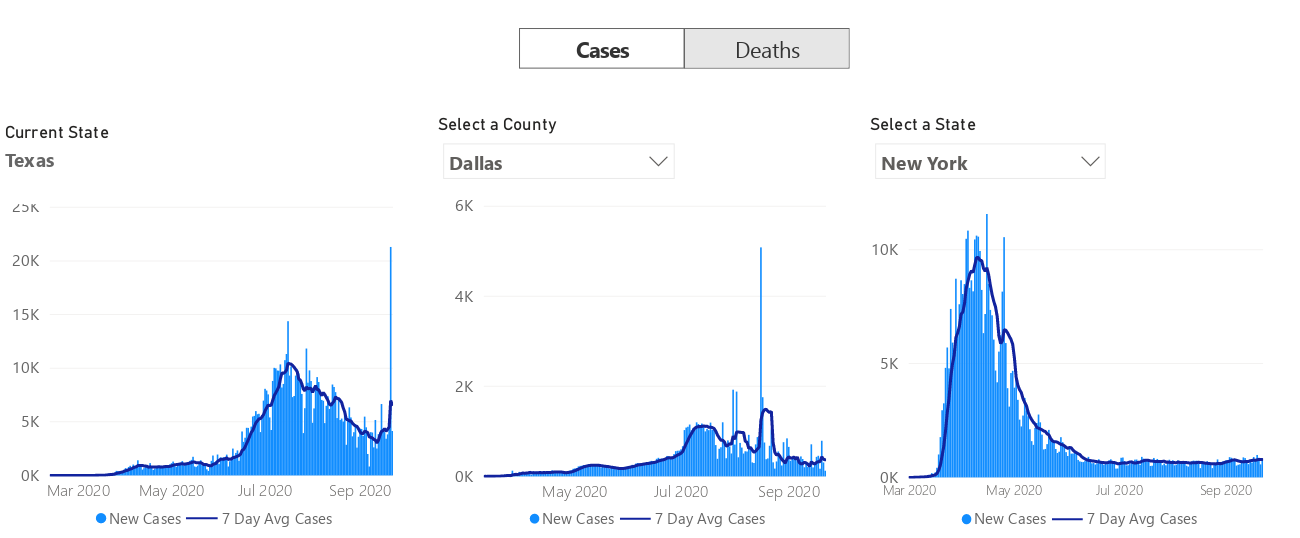 Cases Deaths
Current State
Texas
25K
20K
15K
10K
5K
0K
Mar 2020 May 2020 Jul 2020 Sep 2020
New Cases 7 Day Avg Cases
Select a County
Dallas
6K
4K
2K
0K
May 2020 Jul 2020 Sep 2020
New Cases 7 Day Avg Cases
Select a State
New York
10K
5K
0K
Mar 2020 May 2020 Jul 2020 Sep 2020
New Cases 7 Day Avg Cases